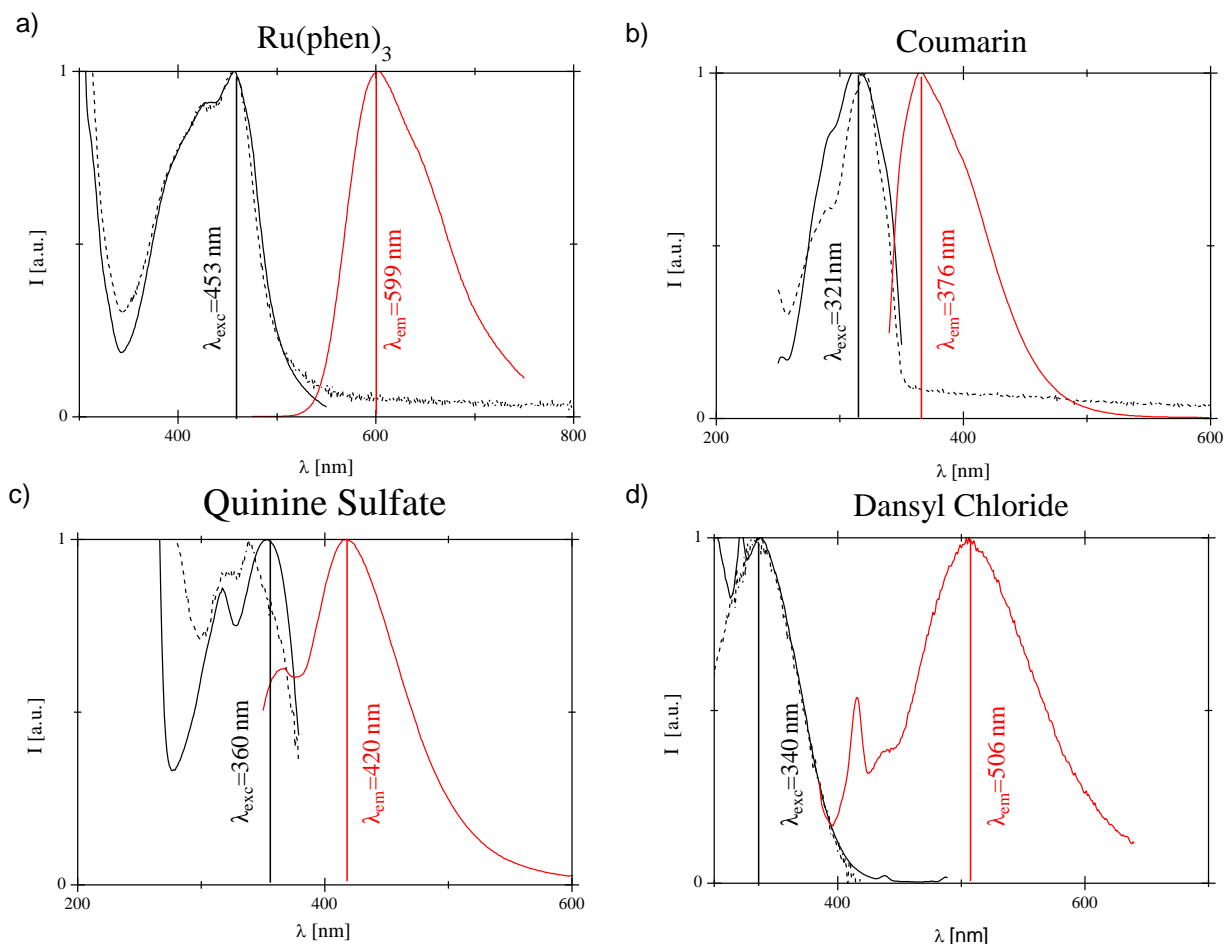 a)
Ru(phen)₃
1
I [a.u.]
0
λexc=453 nm
λem=599 nm
400
600
800
λ [nm]
b)
Coumarin
1
I [a.u.]
0
λexc=321nm
λem=376 nm
200
400
600
λ [nm]
c)
Quinine Sulfate
1
I [a.u.]
0
λexc=360 nm
λem=420 nm
200
400
600
λ [nm]
d)
Dansyl Chloride
1
I [a.u.]
0
λexc=340 nm
λem=506 nm
400
600
λ [nm]